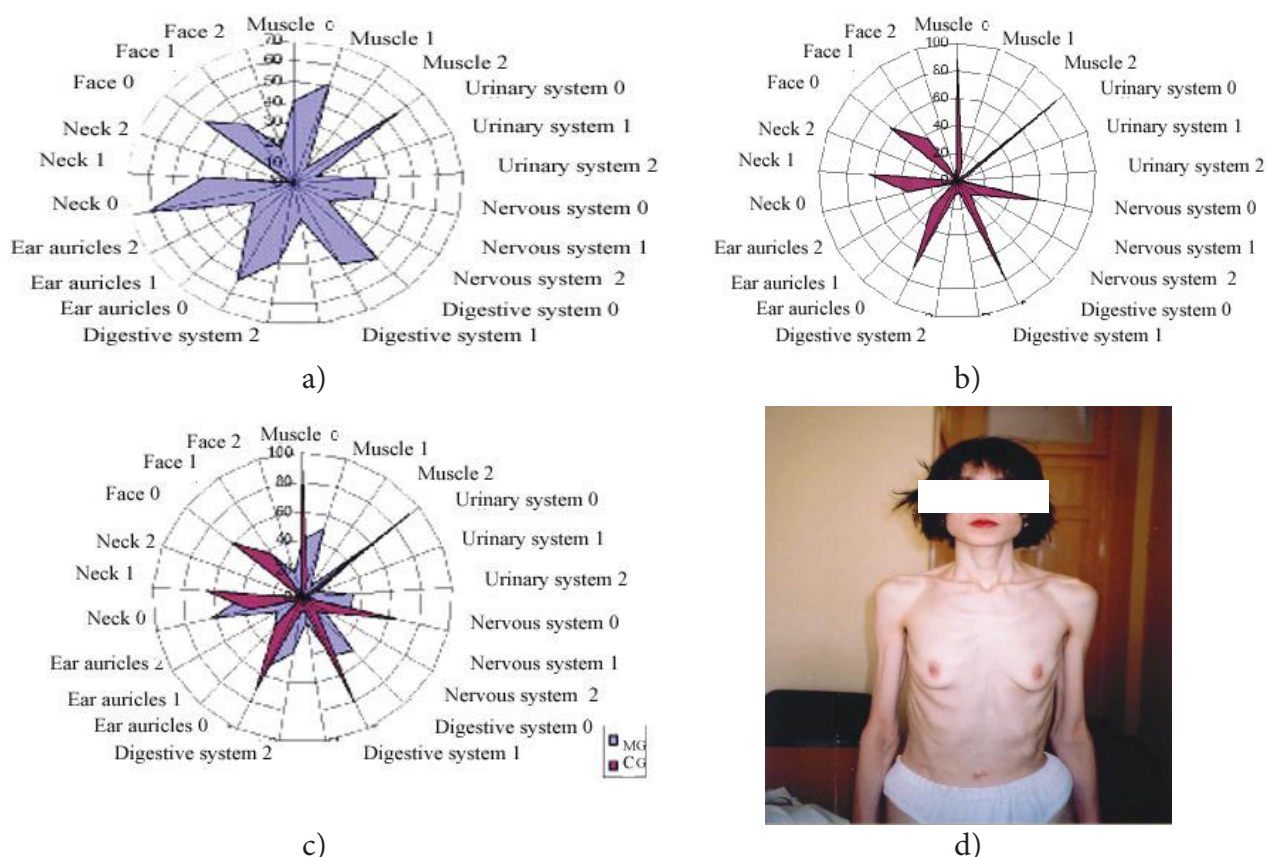 Muscle 0
Muscle 1
Muscle 2
Urinary system 0
Urinary system 1
Urinary system 2
Nervous system 0
Nervous system 1
Nervous system 2
Digestive system 0
Digestive system 1
Digestive system 2
Ear auricles 0
Ear auricles 1
Ear auricles 2
Neck 0
Neck 1
Neck 2
Face 0
Face 1
Face 2
70
60
50
40
30
20
10
a)
Muscle 0
Muscle 1
Muscle 2
Urinary system 0
Urinary system 1
Urinary system 2
Nervous system 0
Nervous system 1
Nervous system 2
Digestive system 0
Digestive system 1
Digestive system 2
Ear auricles 0
Ear auricles 1
Ear auricles 2
Neck 0
Neck 1
Neck 2
Face 0
Face 1
Face 2
100
80
60
40
20
0
b)
Muscle 0
Muscle 1
Muscle 2
Urinary system 0
Urinary system 1
Urinary system 2
Nervous system 0
Nervous system 1
Nervous system 2
Digestive system 0
Digestive system 1
Digestive system 2
Ear auricles 0
Ear auricles 1
Ear auricles 2
Neck 0
Neck 1
Neck 2
Face 0
Face 1
Face 2
100
80
60
40
MG
CG
c)
d)